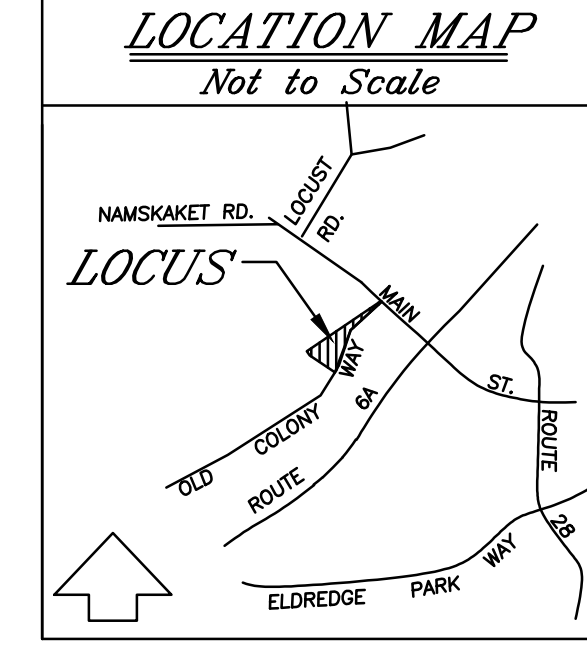 LOCATION MAP
Not to Scale
LOCUST RD.
NAMSKAKET RD.
LOCUS
MAIN ST.
OLD COLONY WAY
ROUTE 6A
ROUTE 28
ELDREDGE PARK WAY